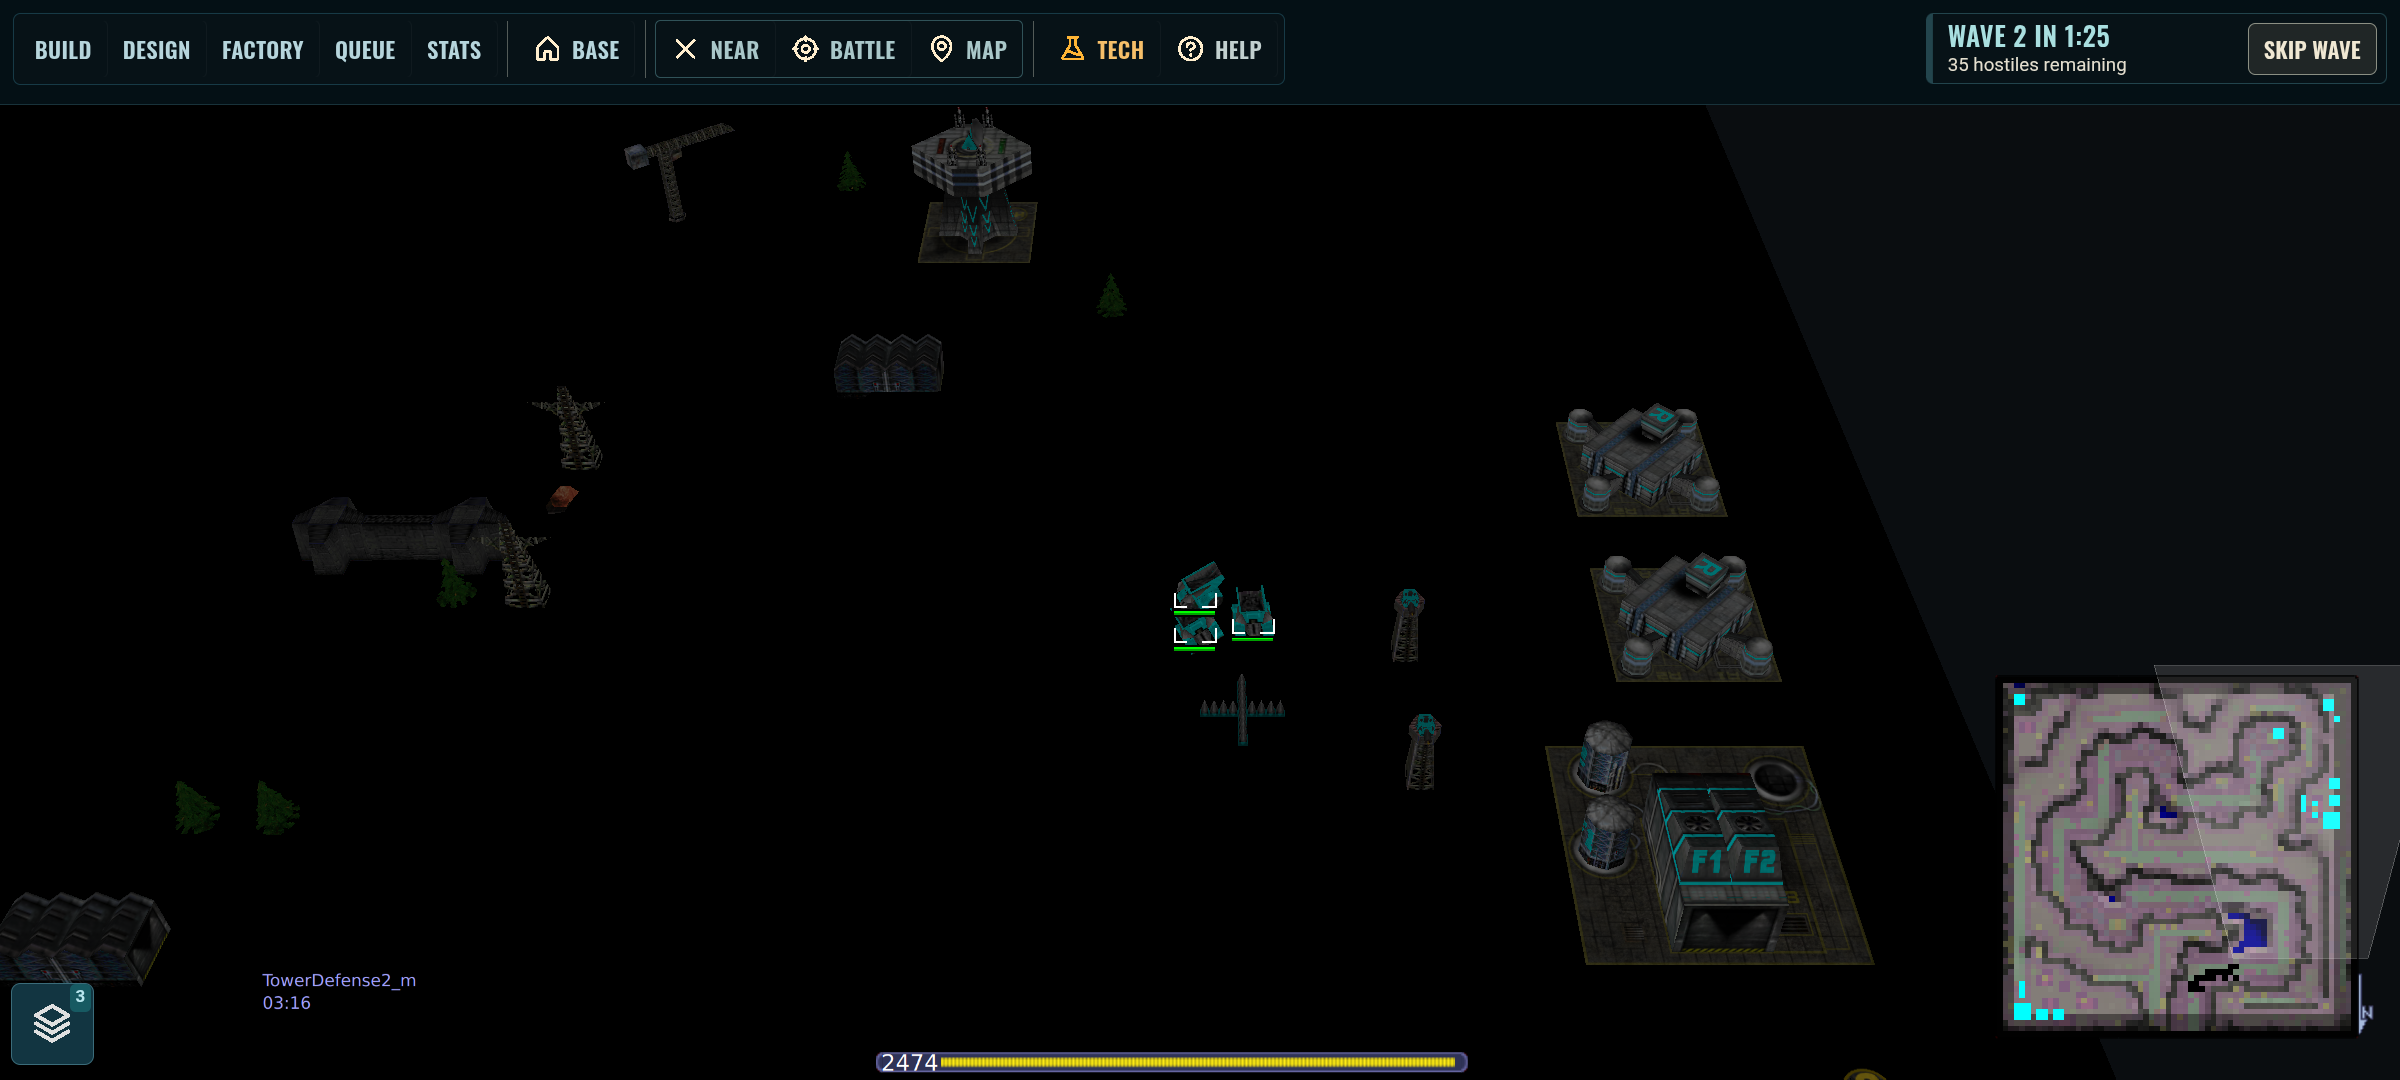 BUILD DESIGN FACTORY QUEUE STATS BASE NEAR BATTLE MAP TECH HELP
WAVE 2 IN 1:25
35 hostiles remaining
SKIP WAVE
R
R
F1 F2
TowerDefense2_m
03:16
3
2474
N